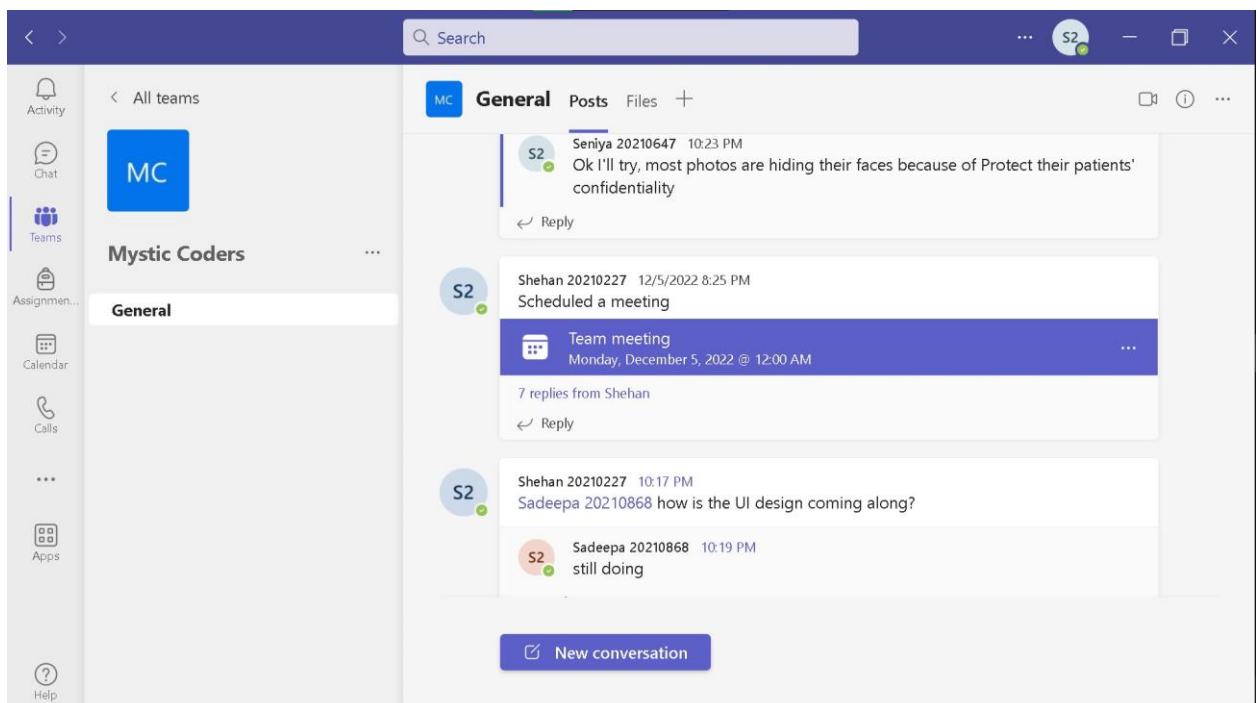 Search
S2
Activity
Chat
Teams
Assignmen...
Calendar
Calls
Apps
Help
All teams
MC
Mystic Coders
General
MC General Posts Files
S2 Seniya 20210647 10:23 PM
Ok I'll try, most photos are hiding their faces because of Protect their patients'
confidentiality
Reply
S2 Shehan 20210227 12/5/2022 8:25 PM
Scheduled a meeting
Team meeting
Monday, December 5, 2022 @ 12:00 AM
7 replies from Shehan
Reply
S2 Shehan 20210227 10:17 PM
Sadeepa 20210868 how is the UI design coming along?
S2 Sadeepa 20210868 10:19 PM
still doing
New conversation